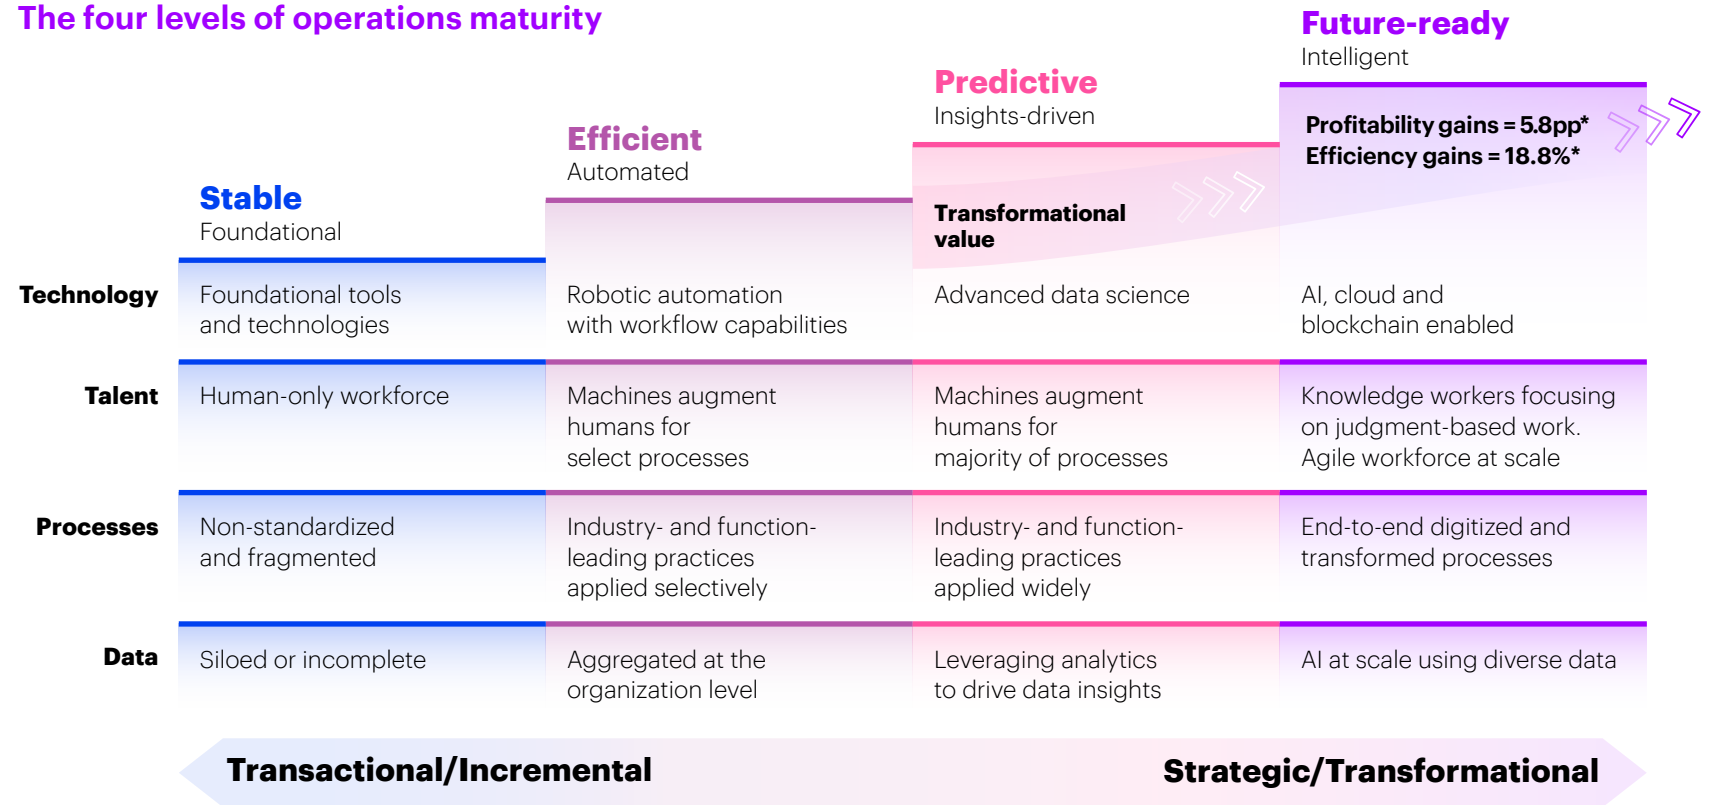 The four levels of operations maturity
Stable
Foundational
Efficient
Automated
Predictive
Insights-driven
Future-ready
Intelligent
Transformational
value
Profitability gains = 5.8pp*
Efficiency gains = 18.8%*
Technology
Foundational tools
and technologies
Robotic automation
with workflow capabilities
Advanced data science
AI, cloud and
blockchain enabled
Talent
Human-only workforce
Machines augment
humans for
select processes
Machines augment
humans for
majority of processes
Knowledge workers focusing
on judgment-based work.
Agile workforce at scale
Processes
Non-standardized
and fragmented
Industry- and function-
leading practices
applied selectively
Industry- and function-
leading practices
applied widely
End-to-end digitized and
transformed processes
Data
Siloed or incomplete
Aggregated at the
organization level
Leveraging analytics
to drive data insights
AI at scale using diverse data
Transactional/Incremental
Strategic/Transformational